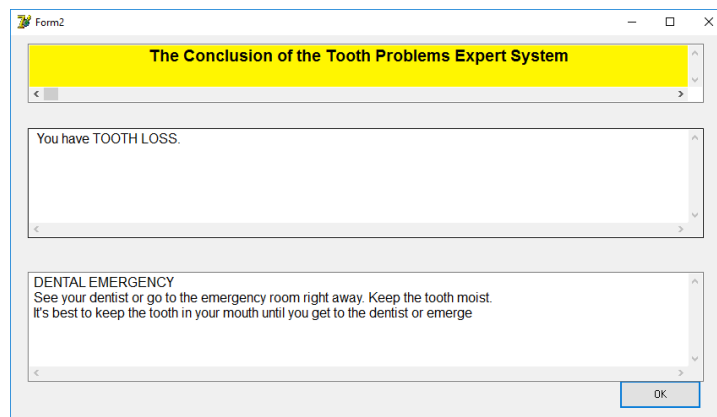 Form2
The Conclusion of the Tooth Problems Expert System
You have TOOTH LOSS.
DENTAL EMERGENCY
See your dentist or go to the emergency room right away. Keep the tooth moist.
It's best to keep the tooth in your mouth until you get to the dentist or emerge
OK